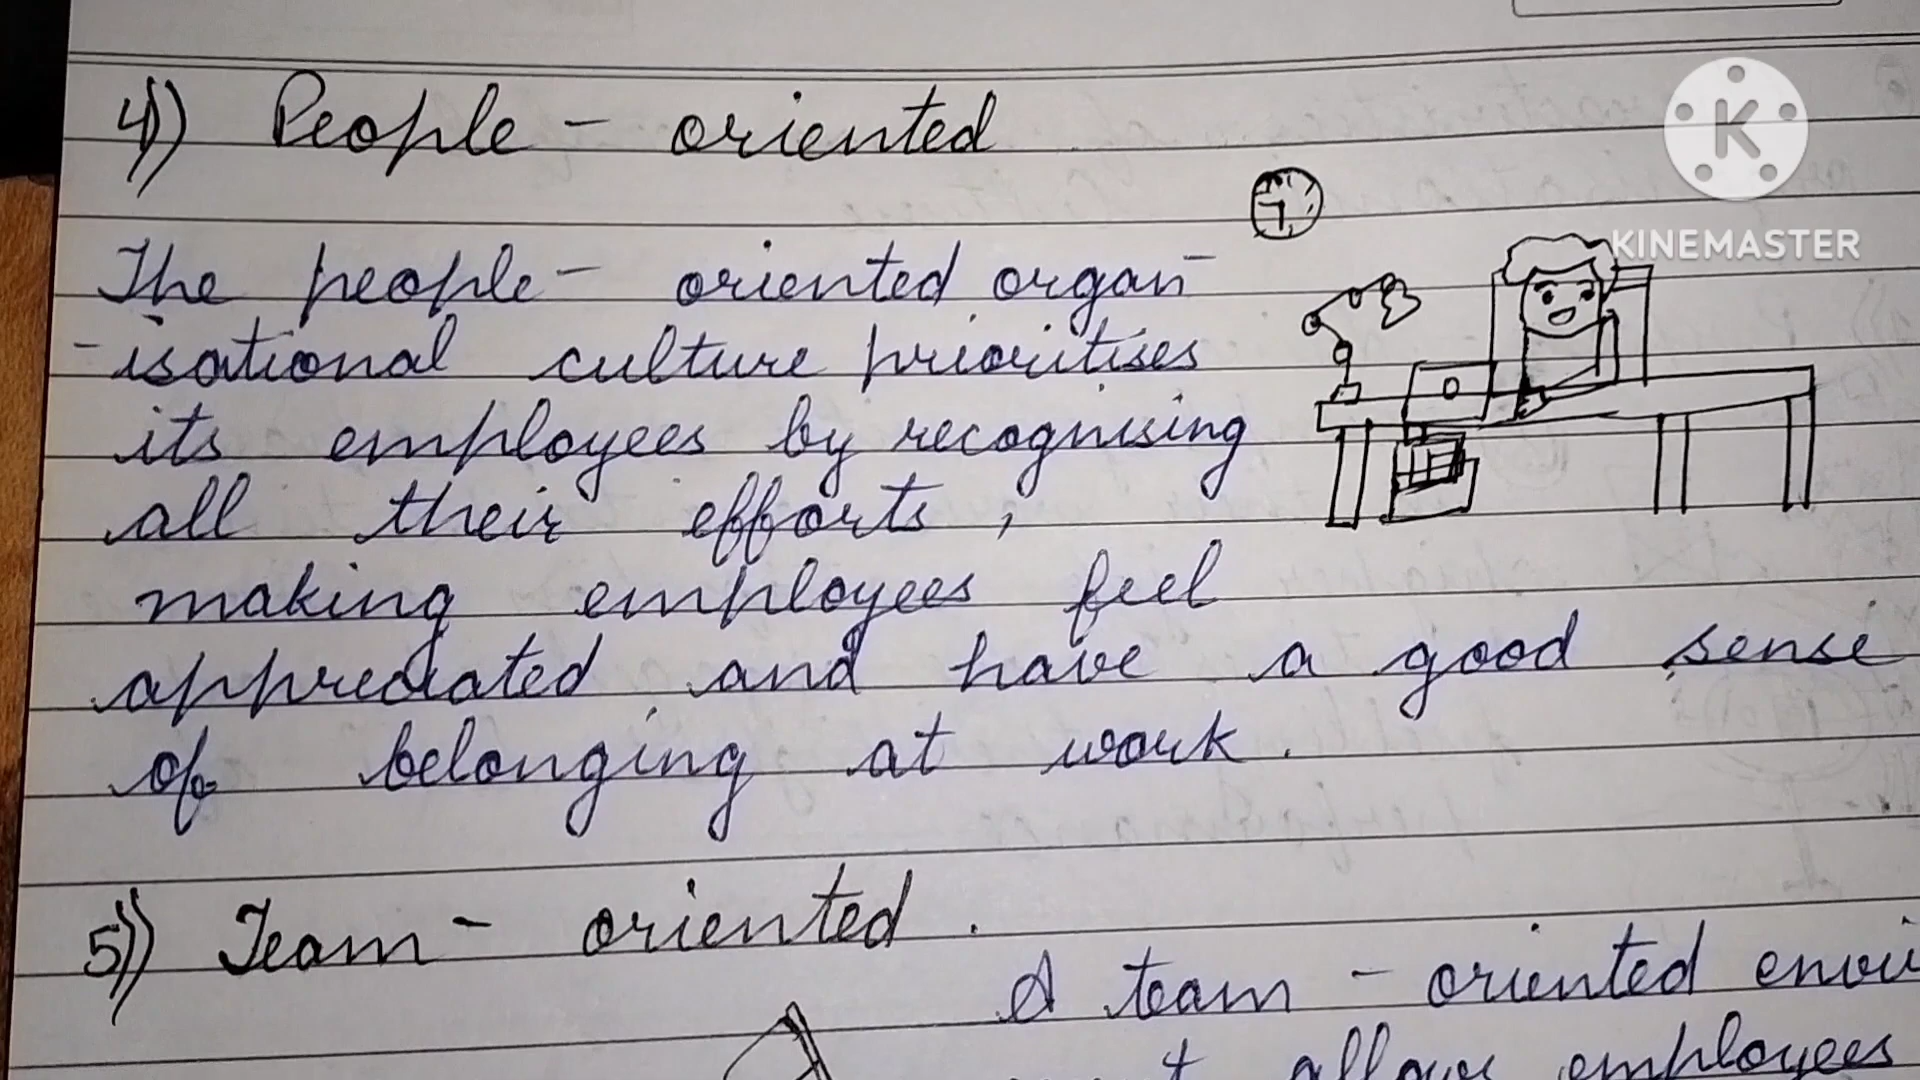 4)) People - oriented
The people - oriented organ-
-isational culture prioritises
its employees by recognising
all their efforts,
making employees feel
appreciated and have a good sense
of belonging at work.
5)) Team - oriented.
A team - oriented envi
allows employees
K
KINEMASTER